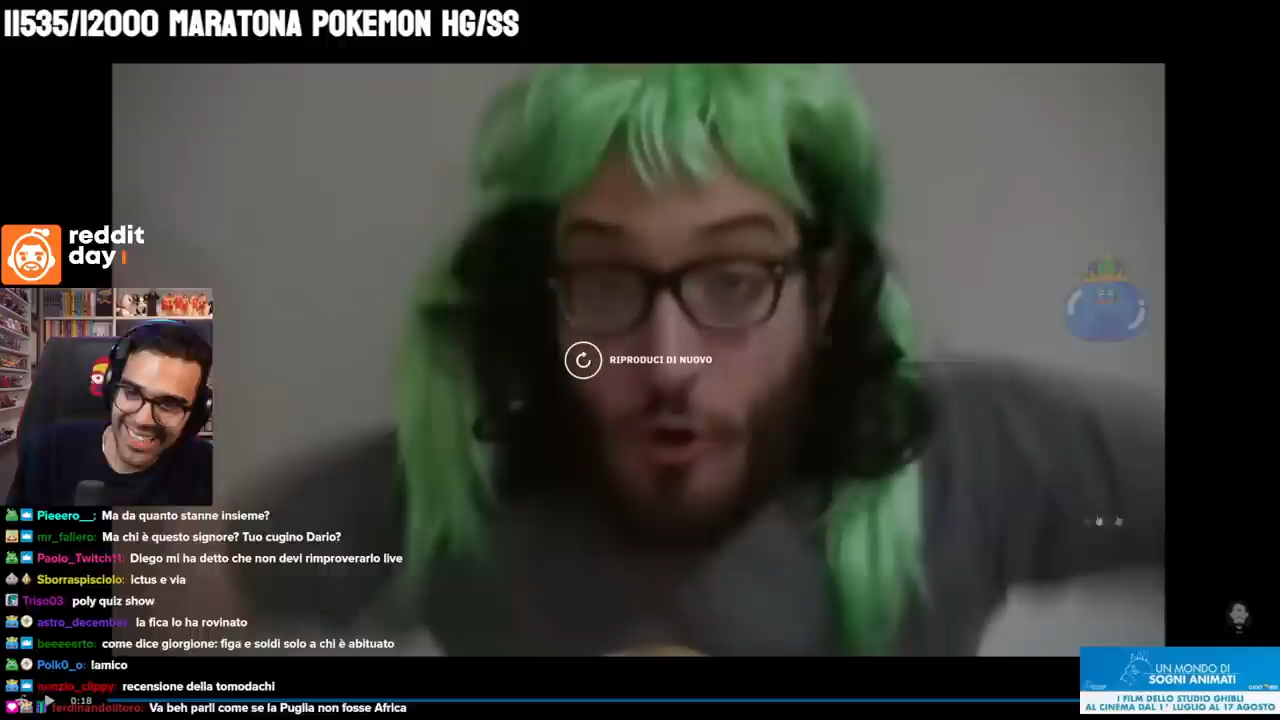 11535/12000 MARATONA POKEMON HG/SS
reddit
day
RIPRODUCI DI NUOVO
Pieeero__: Ma da quanto stanne insieme?
mr_fallero: Ma chi è questo signore? Tuo cugino Dario?
Paolo_Twitch11: Diego mi ha detto che non devi rimproverarlo live
Sborraspisciolo: ictus e via
Triso03 poly quiz show
astro_december la fica lo ha rovinato
beeeeerto: come dice giorgione: figa e soldi solo a chi è abituato
Polk0_o: !amico
nunzio_clippy: recensione della tomodachi
0:18
ferdinandolitoro: Va beh parli come se la Puglia non fosse Africa
UN MONDO DI
SOGNI ANIMATI
I FILM DELLO STUDIO GHIBLI
AL CINEMA DAL 1° LUGLIO AL 17 AGOSTO